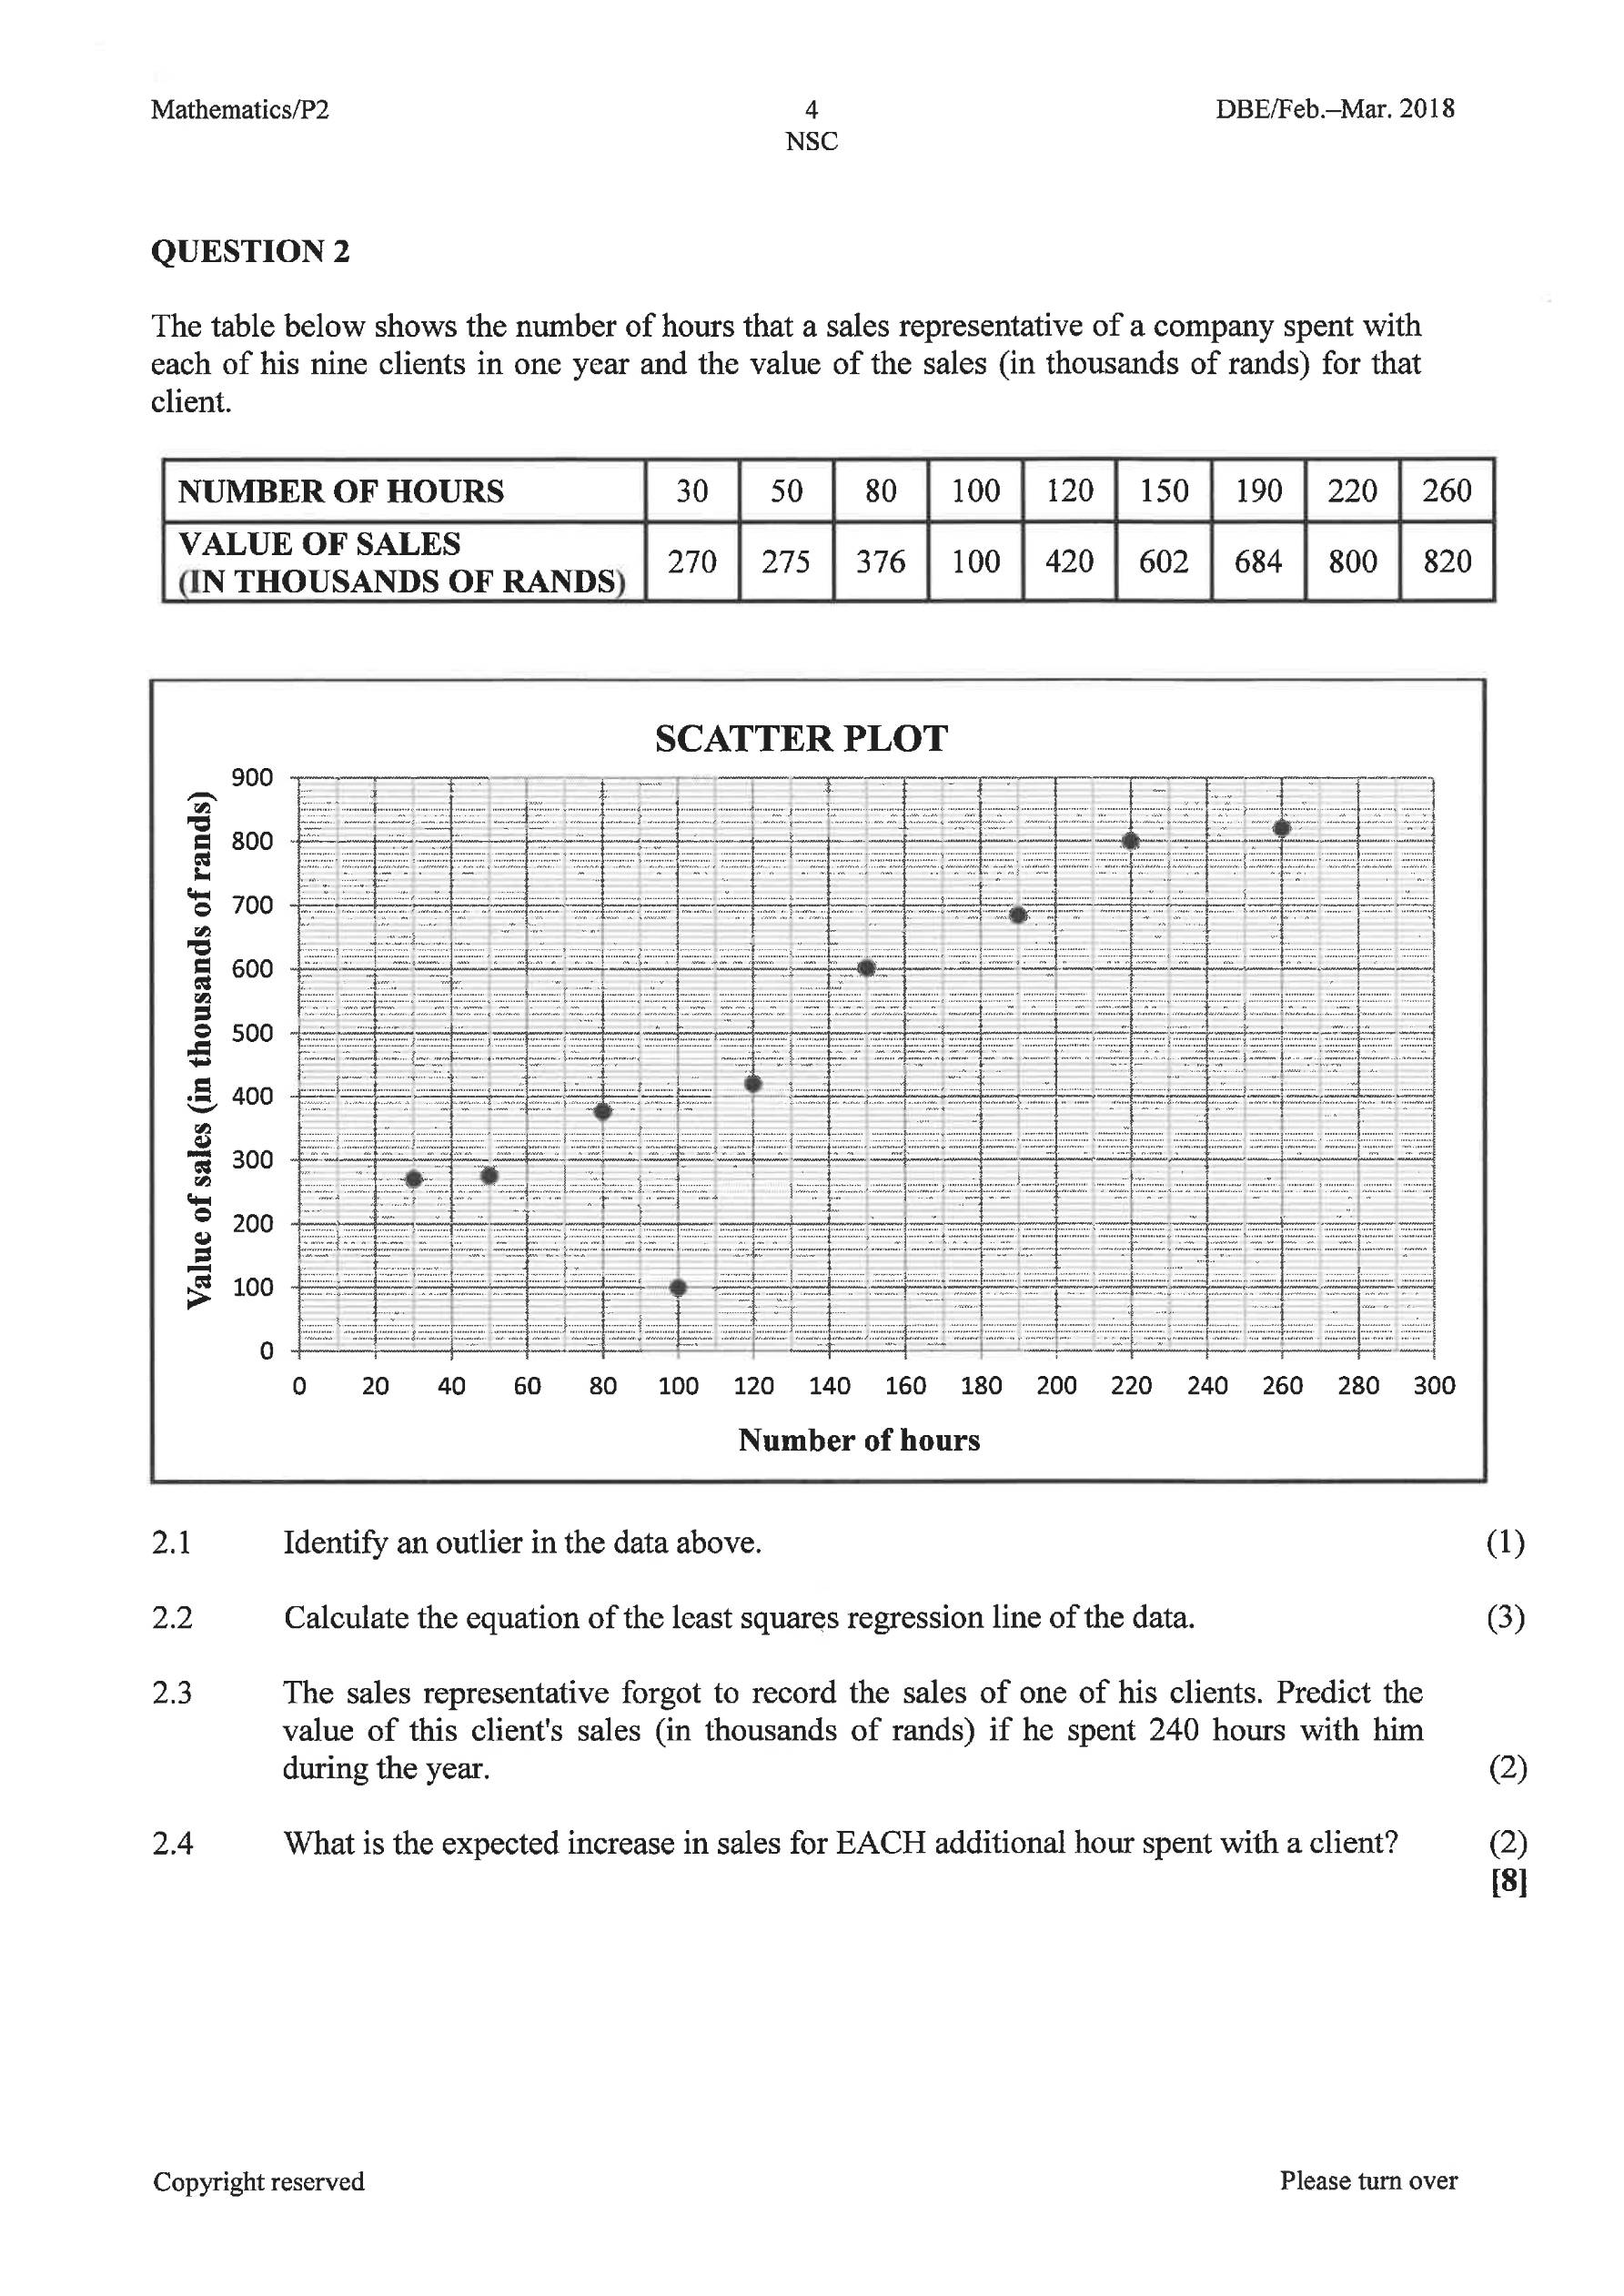 Mathematics/P2 4 DBE/Feb.–Mar. 2018
NSC
QUESTION 2
The table below shows the number of hours that a sales representative of a company spent with
each of his nine clients in one year and the value of the sales (in thousands of rands) for that
client.
NUMBER OF HOURS 30 50 80 100 120 150 190 220 260
VALUE OF SALES
(IN THOUSANDS OF RANDS) 270 275 376 100 420 602 684 800 820
SCATTER PLOT
Value of sales (in thousands of rands)
900
800
700
600
500
400
300
200
100
0
0 20 40 60 80 100 120 140 160 180 200 220 240 260 280 300
Number of hours
2.1 Identify an outlier in the data above. (1)
2.2 Calculate the equation of the least squares regression line of the data. (3)
2.3 The sales representative forgot to record the sales of one of his clients. Predict the
value of this client's sales (in thousands of rands) if he spent 240 hours with him
during the year. (2)
2.4 What is the expected increase in sales for EACH additional hour spent with a client? (2)
[8]
Copyright reserved Please turn over